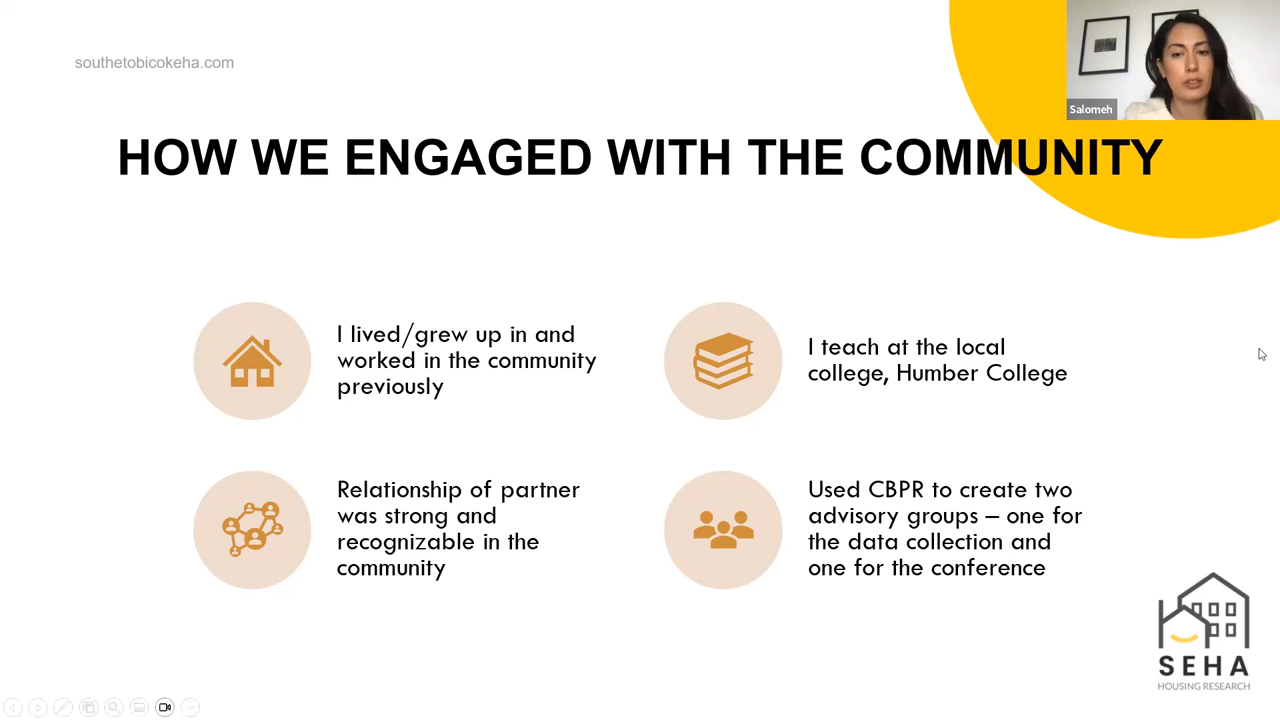 southetobicokeha.com
Salomeh
HOW WE ENGAGED WITH THE COMMUNITY
I lived/grew up in and
worked in the community
previously
I teach at the local
college, Humber College
Relationship of partner
was strong and
recognizable in the
community
Used CBPR to create two
advisory groups – one for
the data collection and
one for the conference
SEHA
HOUSING RESEARCH